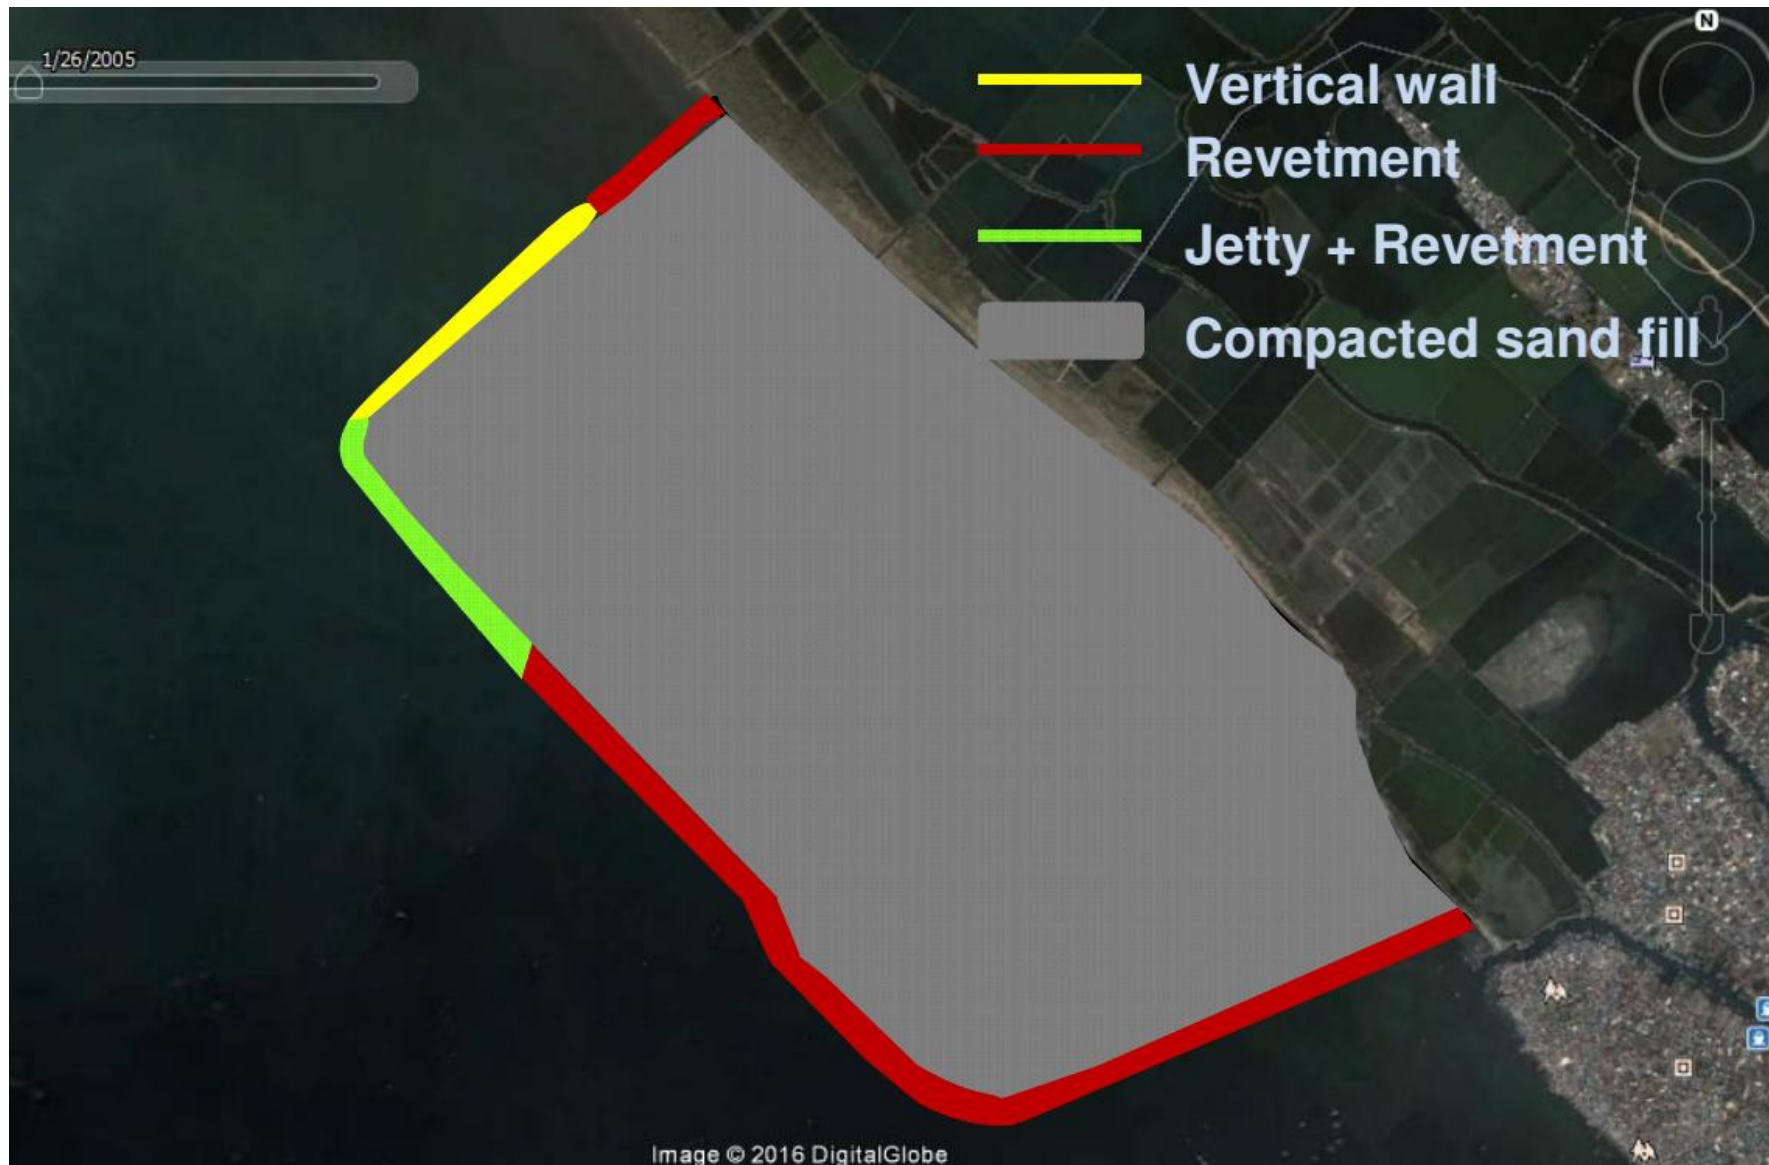 1/26/2005
N
Vertical wall
Revetment
Jetty + Revetment
Compacted sand fill
Image © 2016 DigitalGlobe